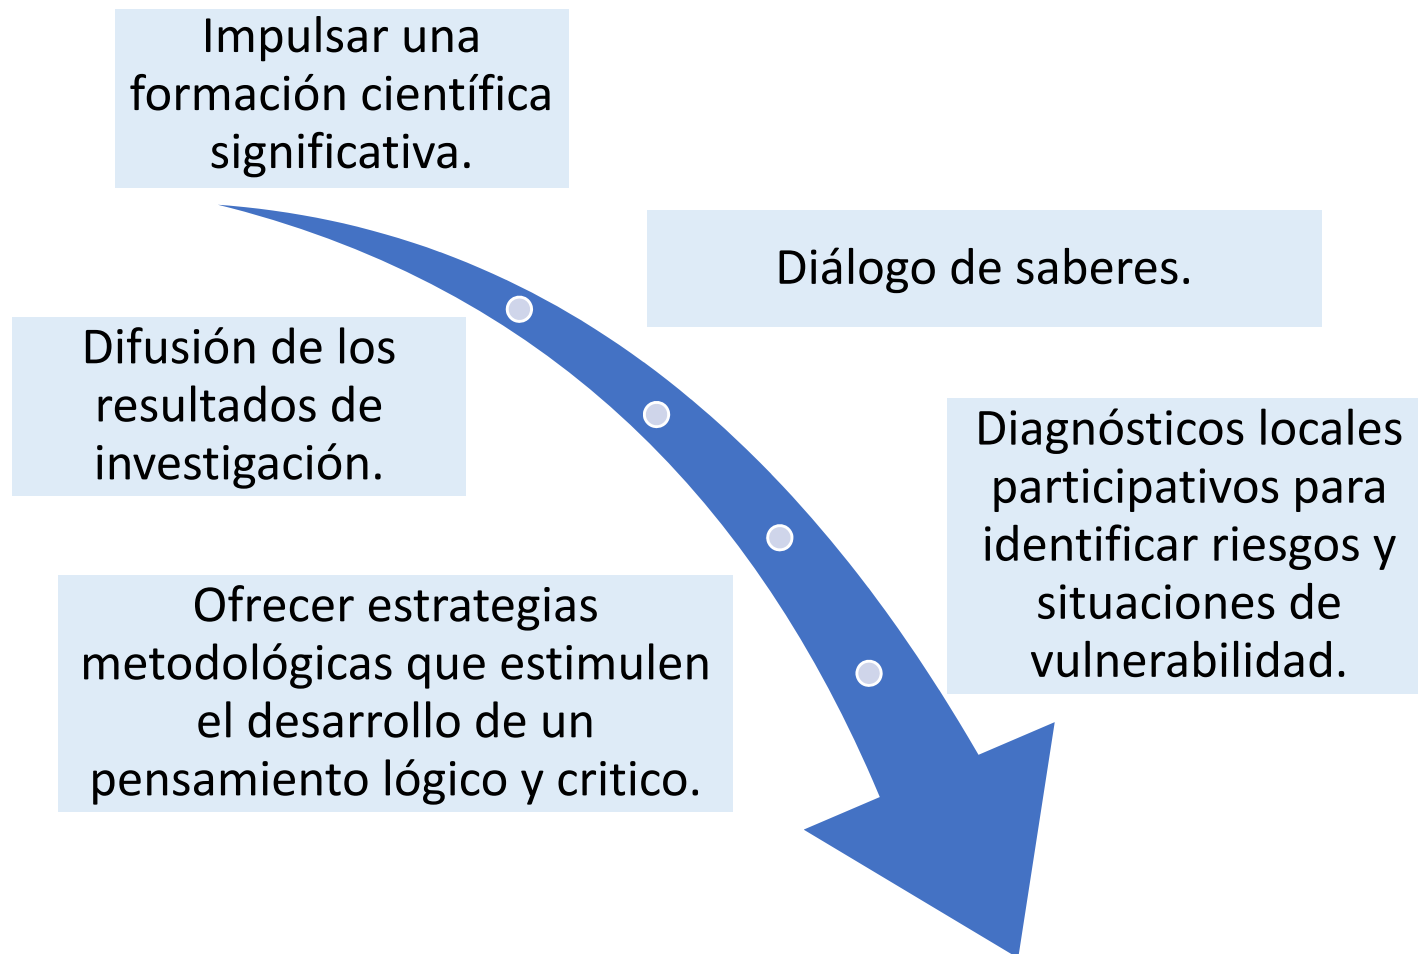 Impulsar una
formación científica
significativa.
Diálogo de saberes.
Difusión de los
resultados de
investigación.
Diagnósticos locales
participativos para
identificar riesgos y
situaciones de
vulnerabilidad.
Ofrecer estrategias
metodológicas que estimulen
el desarrollo de un
pensamiento lógico y critico.